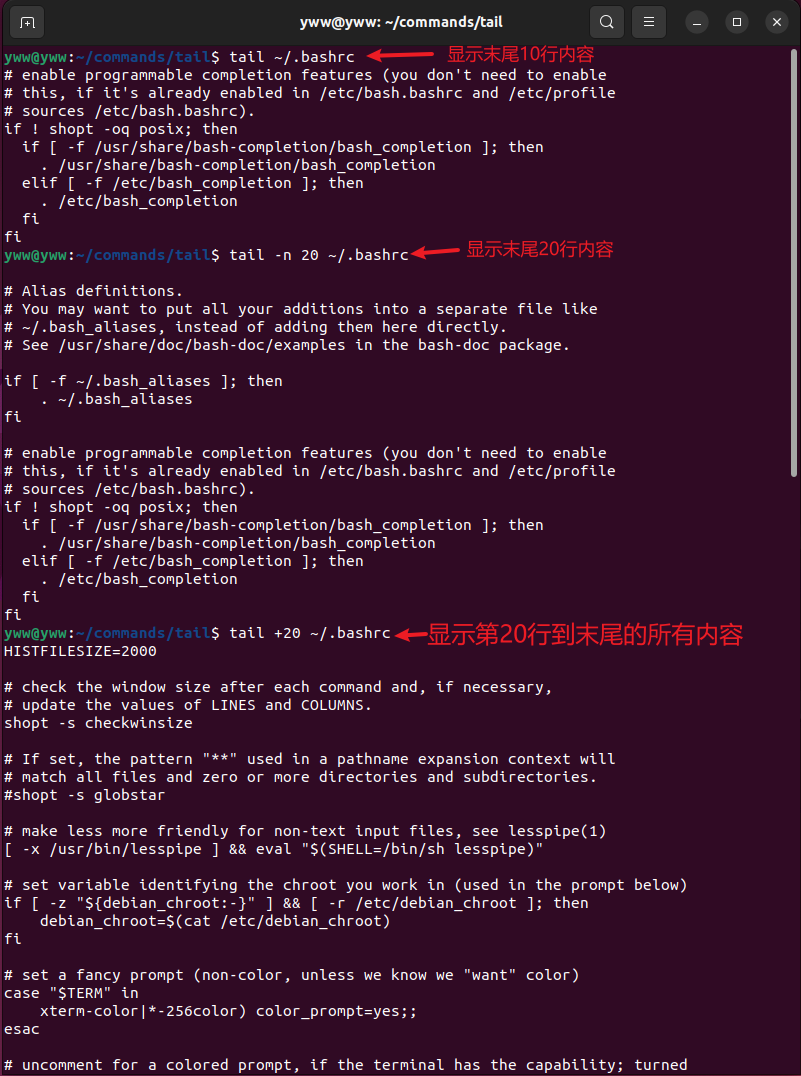 yww@yww: ~/commands/tail
yww@yww:~/commands/tail$ tail ~/.bashrc 显示末尾10行内容
# enable programmable completion features (you don't need to enable
# this, if it's already enabled in /etc/bash.bashrc and /etc/profile
# sources /etc/bash.bashrc).
if ! shopt -oq posix; then
  if [ -f /usr/share/bash-completion/bash_completion ]; then
    . /usr/share/bash-completion/bash_completion
  elif [ -f /etc/bash_completion ]; then
    . /etc/bash_completion
  fi
fi
yww@yww:~/commands/tail$ tail -n 20 ~/.bashrc 显示末尾20行内容

# Alias definitions.
# You may want to put all your additions into a separate file like
# ~/.bash_aliases, instead of adding them here directly.
# See /usr/share/doc/bash-doc/examples in the bash-doc package.

if [ -f ~/.bash_aliases ]; then
    . ~/.bash_aliases
fi

# enable programmable completion features (you don't need to enable
# this, if it's already enabled in /etc/bash.bashrc and /etc/profile
# sources /etc/bash.bashrc).
if ! shopt -oq posix; then
  if [ -f /usr/share/bash-completion/bash_completion ]; then
    . /usr/share/bash-completion/bash_completion
  elif [ -f /etc/bash_completion ]; then
    . /etc/bash_completion
  fi
fi
yww@yww:~/commands/tail$ tail +20 ~/.bashrc 显示第20行到末尾的所有内容
HISTFILESIZE=2000

# check the window size after each command and, if necessary,
# update the values of LINES and COLUMNS.
shopt -s checkwinsize

# If set, the pattern "**" used in a pathname expansion context will
# match all files and zero or more directories and subdirectories.
#shopt -s globstar

# make less more friendly for non-text input files, see lesspipe(1)
[ -x /usr/bin/lesspipe ] && eval "$(SHELL=/bin/sh lesspipe)"

# set variable identifying the chroot you work in (used in the prompt below)
if [ -z "${debian_chroot:-}" ] && [ -r /etc/debian_chroot ]; then
    debian_chroot=$(cat /etc/debian_chroot)
fi

# set a fancy prompt (non-color, unless we know we "want" color)
case "$TERM" in
    xterm-color|*-256color) color_prompt=yes;;
esac

# uncomment for a colored prompt, if the terminal has the capability; turned